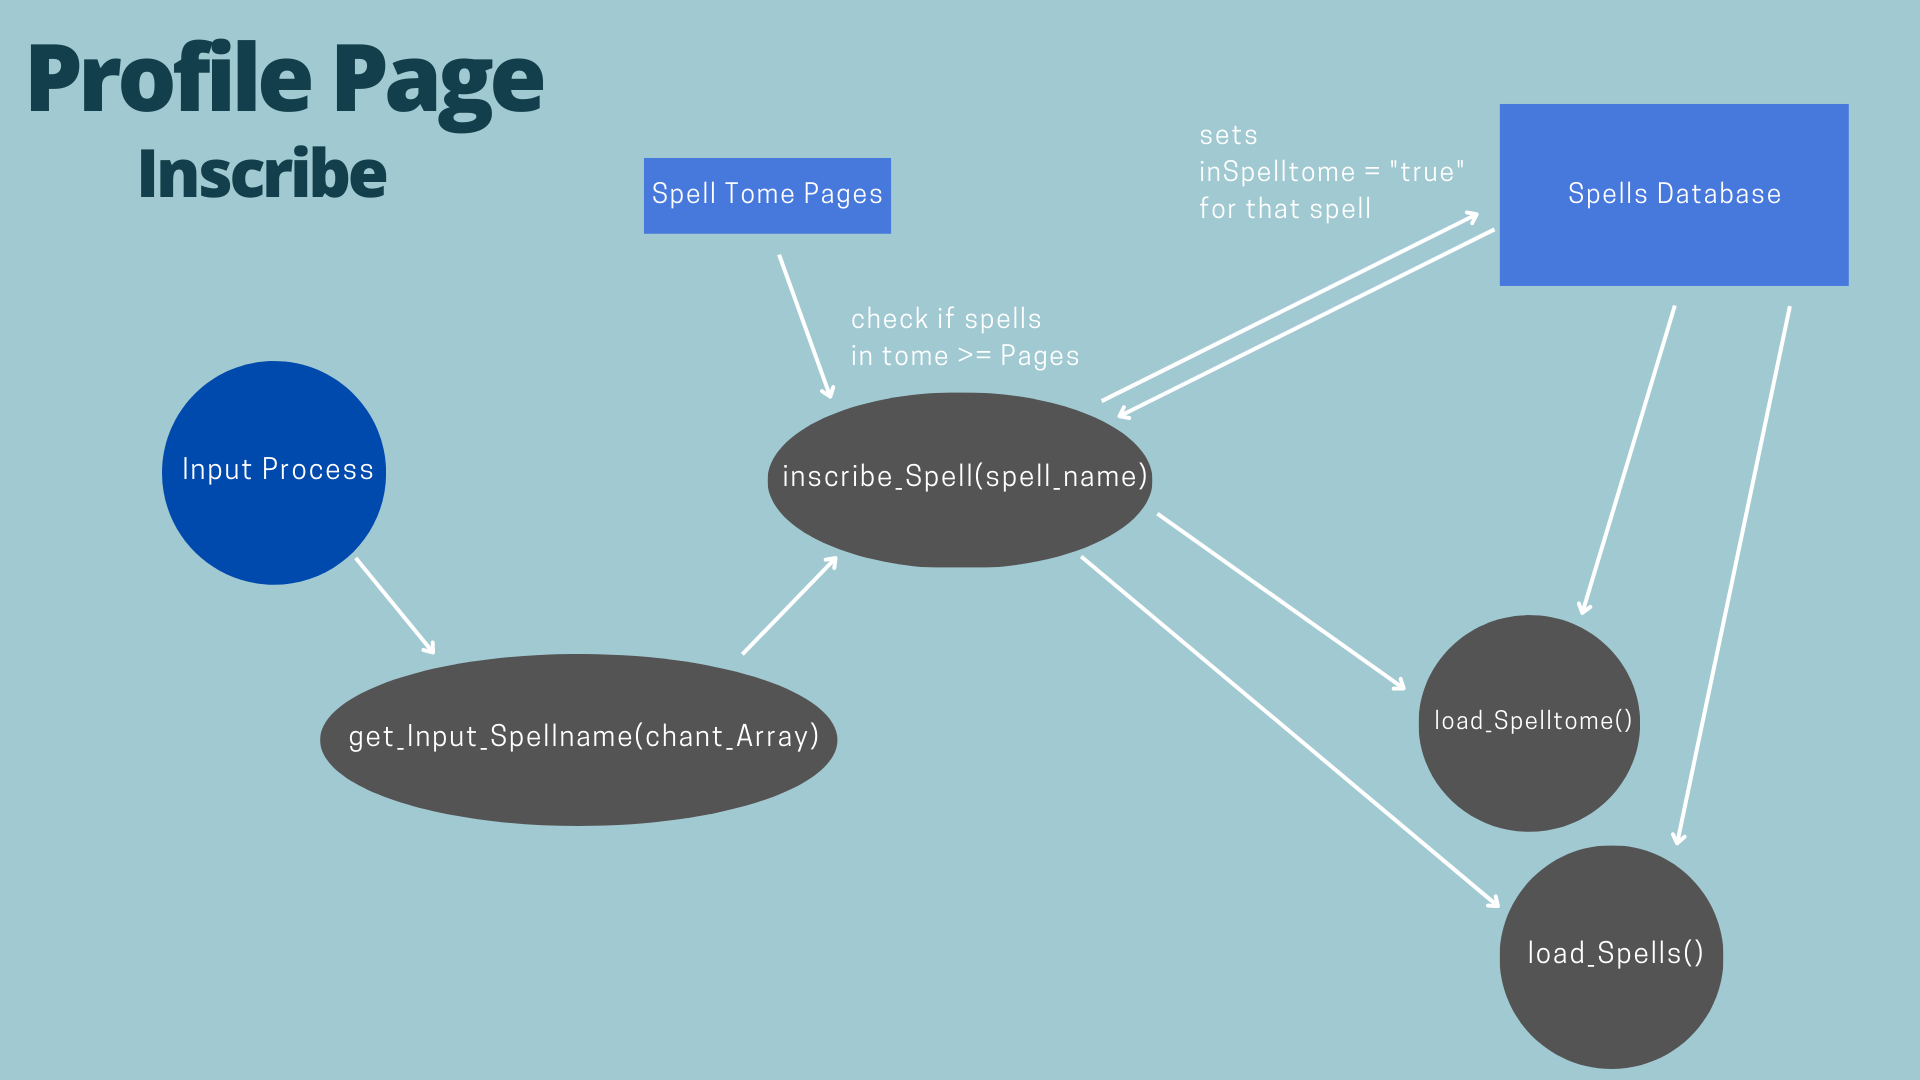 Profile Page
Inscribe
Spell Tome Pages
sets
inSpelltome = "true"
for that spell
Spells Database
check if spells
in tome >= Pages
Input Process
inscribe_Spell(spell_name)
get_Input_Spellname(chant_Array)
load_Spelltome()
load_Spells()